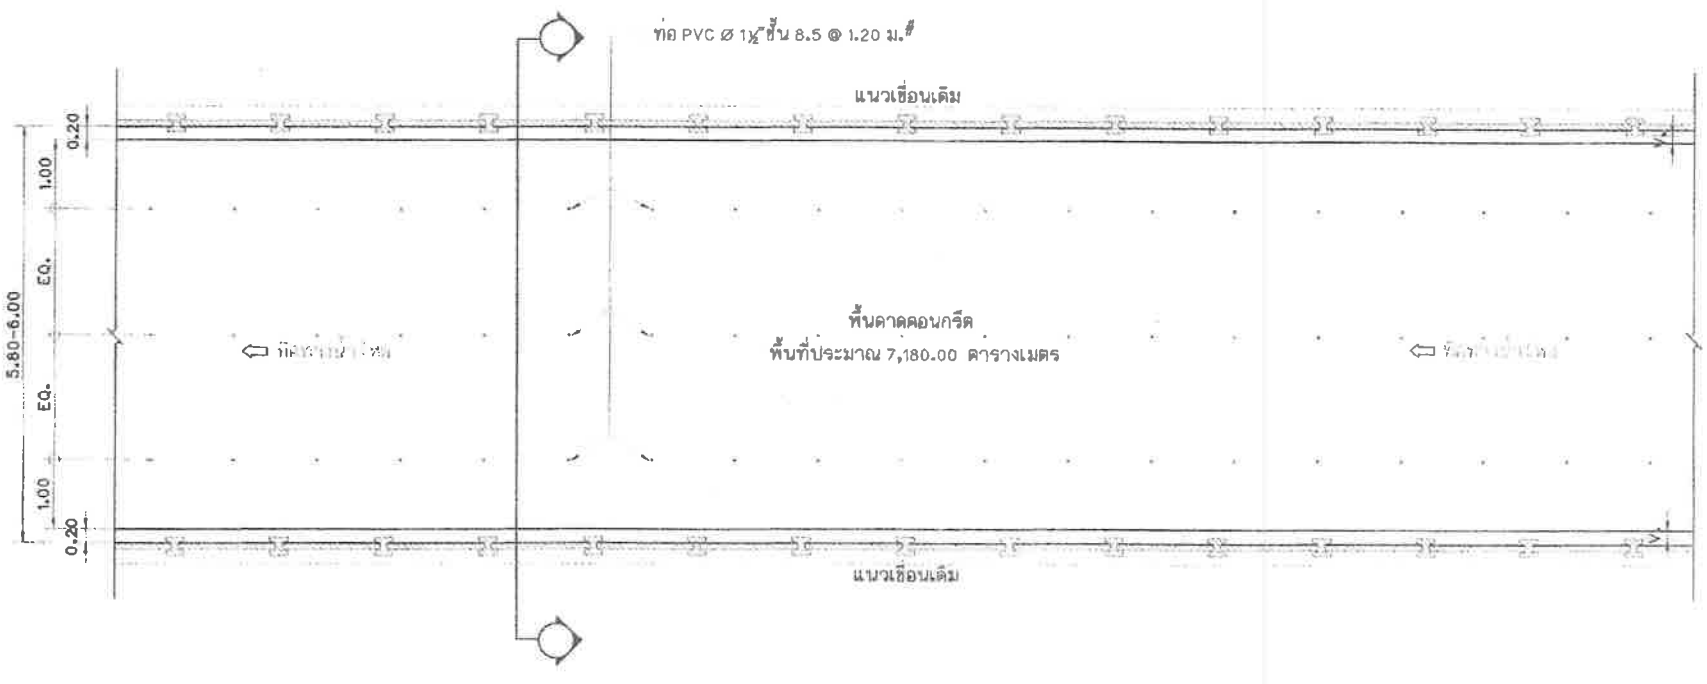 ท่อ PVC Ø 1½" ชั้น 8.5 @ 1.20 ม.#
แนวเขื่อนเดิม
0.20
1.00
EQ.
5.80-6.00
EQ.
1.00
0.20
พื้นดาดคอนกรีต
พื้นที่ประมาณ 7,180.00 ตารางเมตร
แนวเขื่อนเดิม